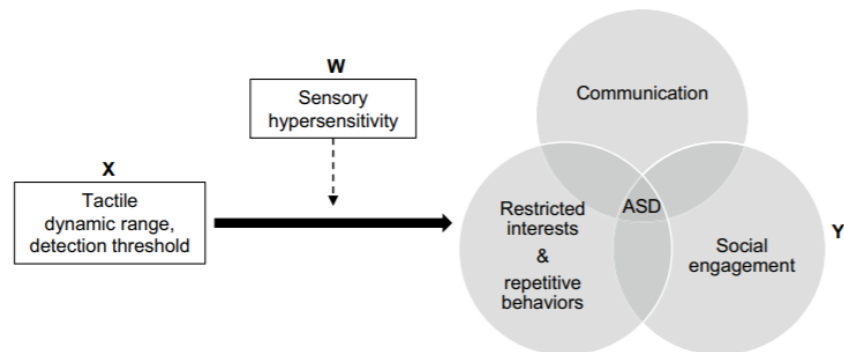 W
Sensory
hypersensitivity
X
Tactile
dynamic range,
detection threshold
Communication
ASD
Restricted
interests
&
repetitive
behaviors
Social
engagement
Y